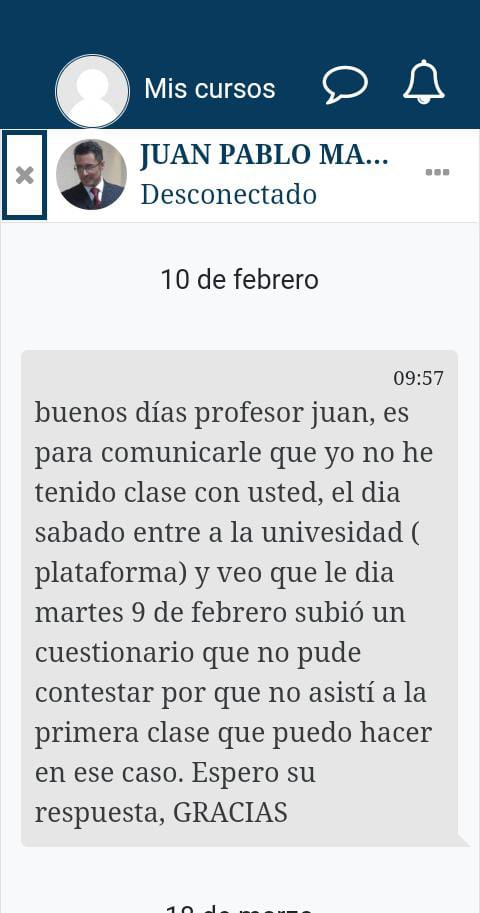 Mis cursos
JUAN PABLO MA...
Desconectado
10 de febrero
09:57
buenos días profesor juan, es
para comunicarle que yo no he
tenido clase con usted, el dia
sabado entre a la univesidad (
plataforma) y veo que le dia
martes 9 de febrero subió un
cuestionario que no pude
contestar por que no asistí a la
primera clase que puedo hacer
en ese caso. Espero su
respuesta, GRACIAS
18 de marzo